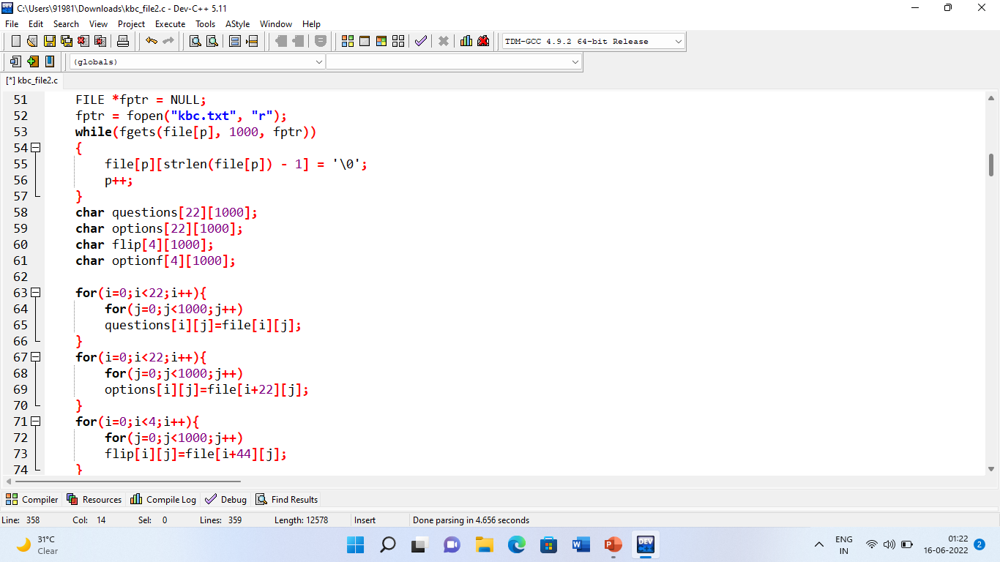 DEV C:\Users\91981\Downloads\kbc_file2.c - Dev-C++ 5.11
File Edit Search View Project Execute Tools AStyle Window Help
TDM-GCC 4.9.2 64-bit Release
(globals)
[*] kbc_file2.c
51 FILE *fptr = NULL;
52 fptr = fopen("kbc.txt", "r");
53 while(fgets(file[p], 1000, fptr))
54 {
55 file[p][strlen(file[p]) - 1] = '\0';
56 p++;
57 }
58 char questions[22][1000];
59 char options[22][1000];
60 char flip[4][1000];
61 char optionf[4][1000];
62
63 for(i=0;i<22;i++){
64 for(j=0;j<1000;j++)
65 questions[i][j]=file[i][j];
66 }
67 for(i=0;i<22;i++){
68 for(j=0;j<1000;j++)
69 options[i][j]=file[i+22][j];
70 }
71 for(i=0;i<4;i++){
72 for(j=0;j<1000;j++)
73 flip[i][j]=file[i+44][j];
74 }
Compiler Resources Compile Log Debug Find Results
Line: 358 Col: 14 Sel: 0 Lines: 359 Length: 12578 Insert Done parsing in 4.656 seconds
31°C
Clear
W P DEV
ENG
IN
01:22
16-06-2022
2